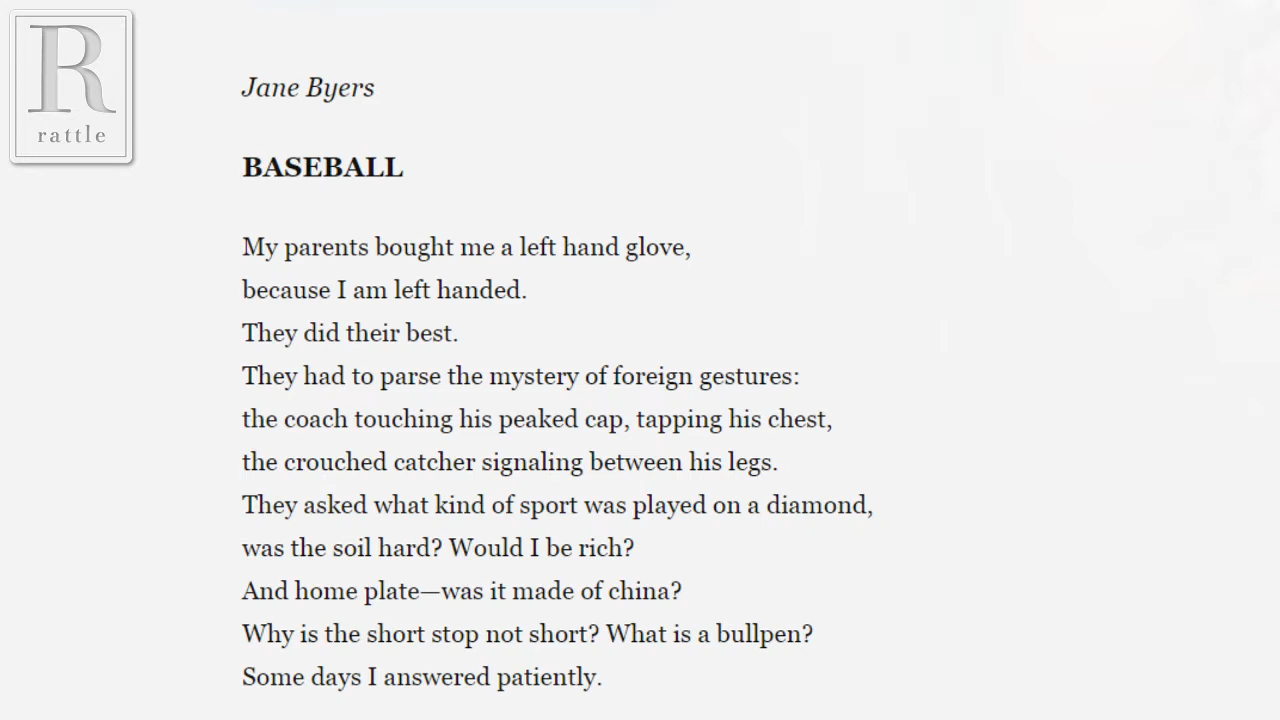 R
rattle
Jane Byers
BASEBALL
My parents bought me a left hand glove,
because I am left handed.
They did their best.
They had to parse the mystery of foreign gestures:
the coach touching his peaked cap, tapping his chest,
the crouched catcher signaling between his legs.
They asked what kind of sport was played on a diamond,
was the soil hard? Would I be rich?
And home plate—was it made of china?
Why is the short stop not short? What is a bullpen?
Some days I answered patiently.